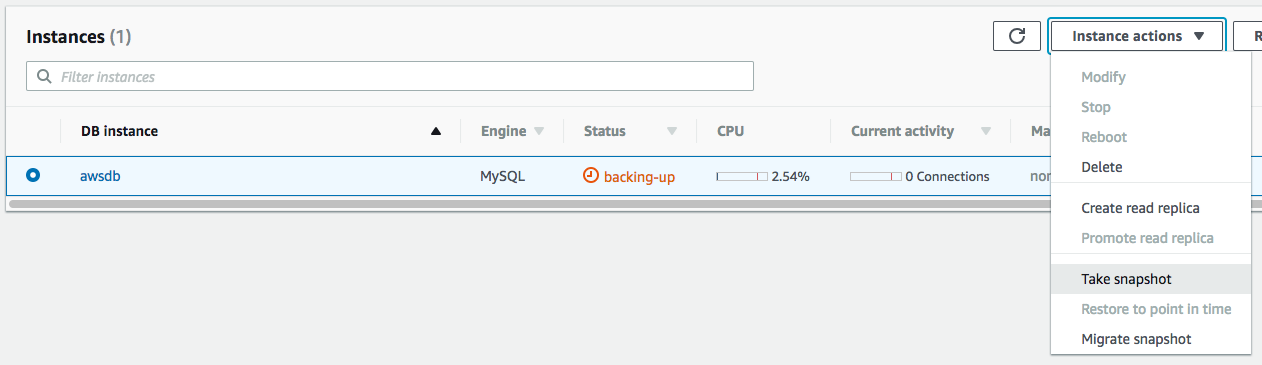 Instances (1)
Instance actions
R
Filter instances
DB instance
Engine
Status
CPU
Current activity
Ma
awsdb
MySQL
backing-up
2.54%
0 Connections
non
Modify
Stop
Reboot
Delete
Create read replica
Promote read replica
Take snapshot
Restore to point in time
Migrate snapshot